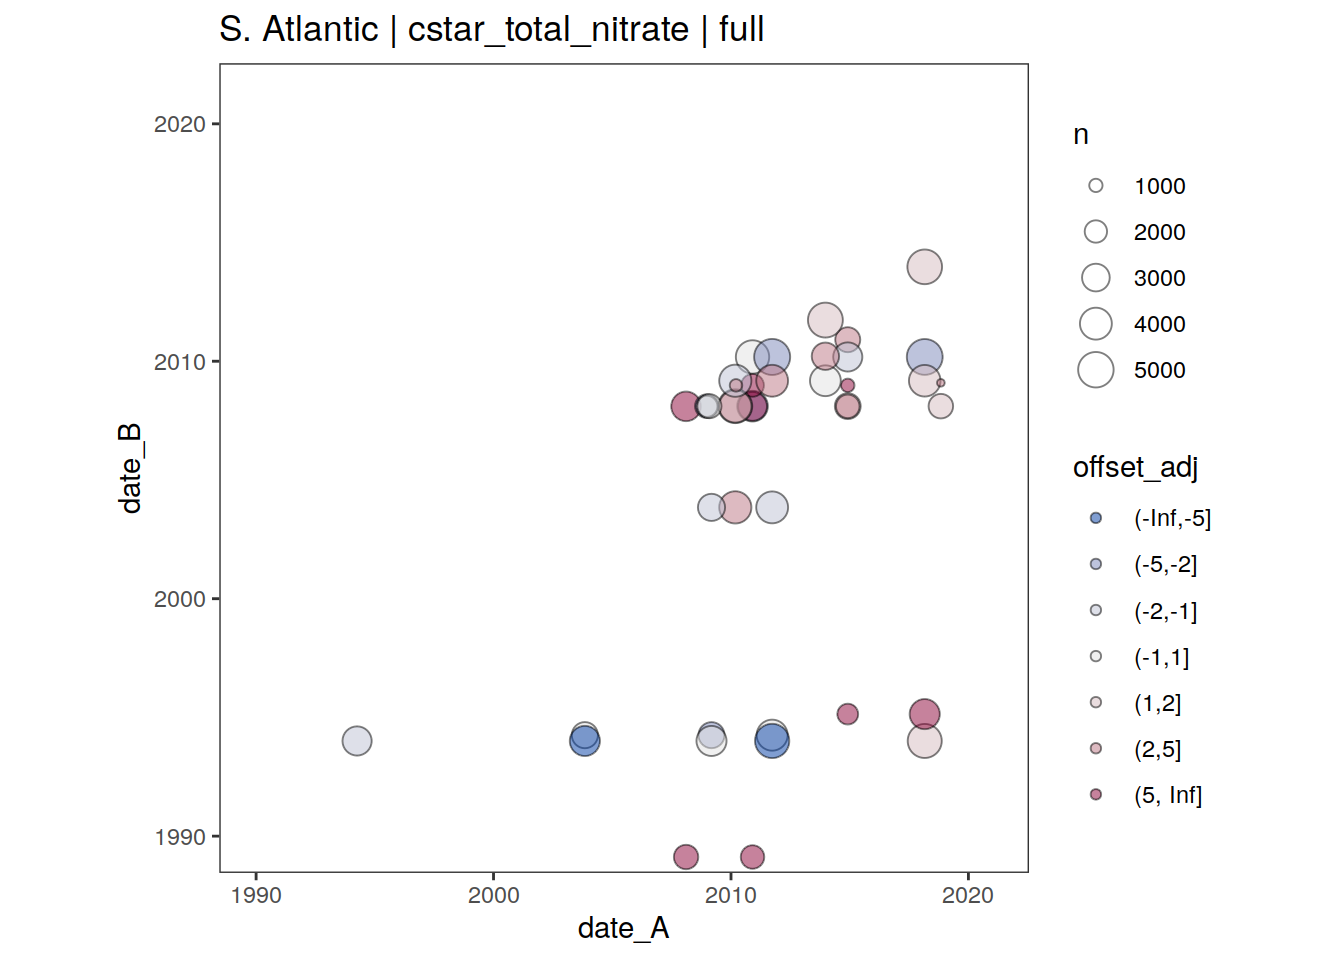 S. Atlantic | cstar_total_nitrate | full
2020
2010
2000
1990
date_B
1990 2000 2010 2020
date_A
n
1000
2000
3000
4000
5000
offset_adj
(-Inf,-5]
(-5,-2]
(-2,-1]
(-1,1]
(1,2]
(2,5]
(5, Inf]